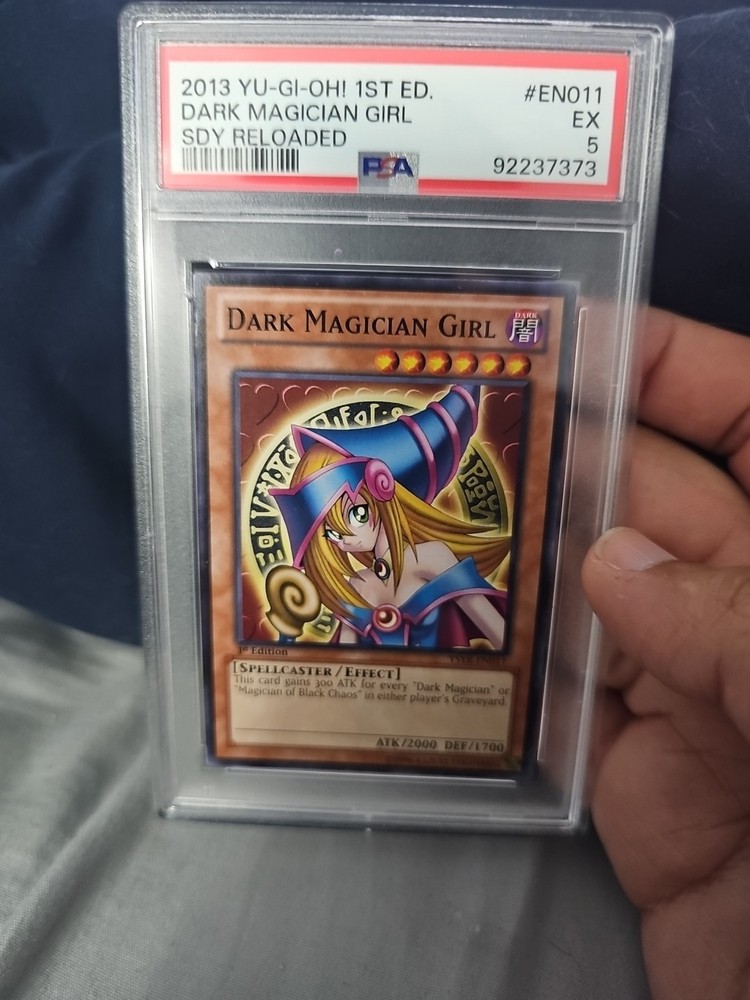 2013 YU-GI-OH! 1ST ED. #EN011
DARK MAGICIAN GIRL EX
SDY RELOADED 5
PSA 92237373
DARK MAGICIAN GIRL
DARK
闇
1st Edition YSYR-EN011
[SPELLCASTER/EFFECT]
This card gains 300 ATK for every "Dark Magician" or
"Magician of Black Chaos" in either player's Graveyard.
ATK/2000 DEF/1700